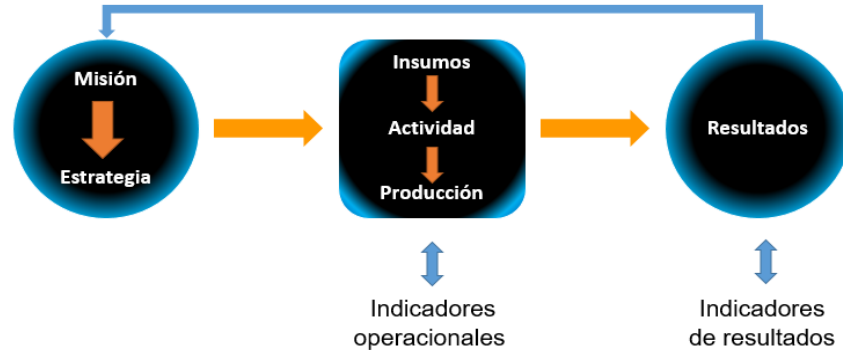 Misión
Estrategia
Insumos
Actividad
Producción
Resultados
Indicadores
operacionales
Indicadores
de resultados